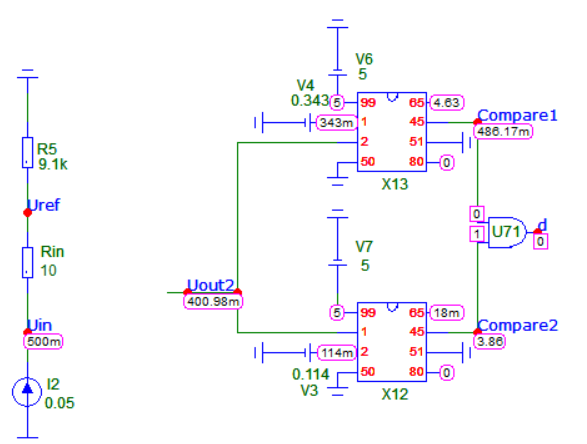 V6
5
V4
0.343
5
99
65
4.63
343m
1
45
Compare1
486.17m
2
51
50
80
0
X13
R5
9.1k
Uref
0
1
U71
d
0
Rin
10
V7
5
Uout2
400.98m
5
99
65
18m
Uin
500m
1
45
Compare2
3.86
114m
2
51
0.114
V3
50
80
0
X12
I2
0.05